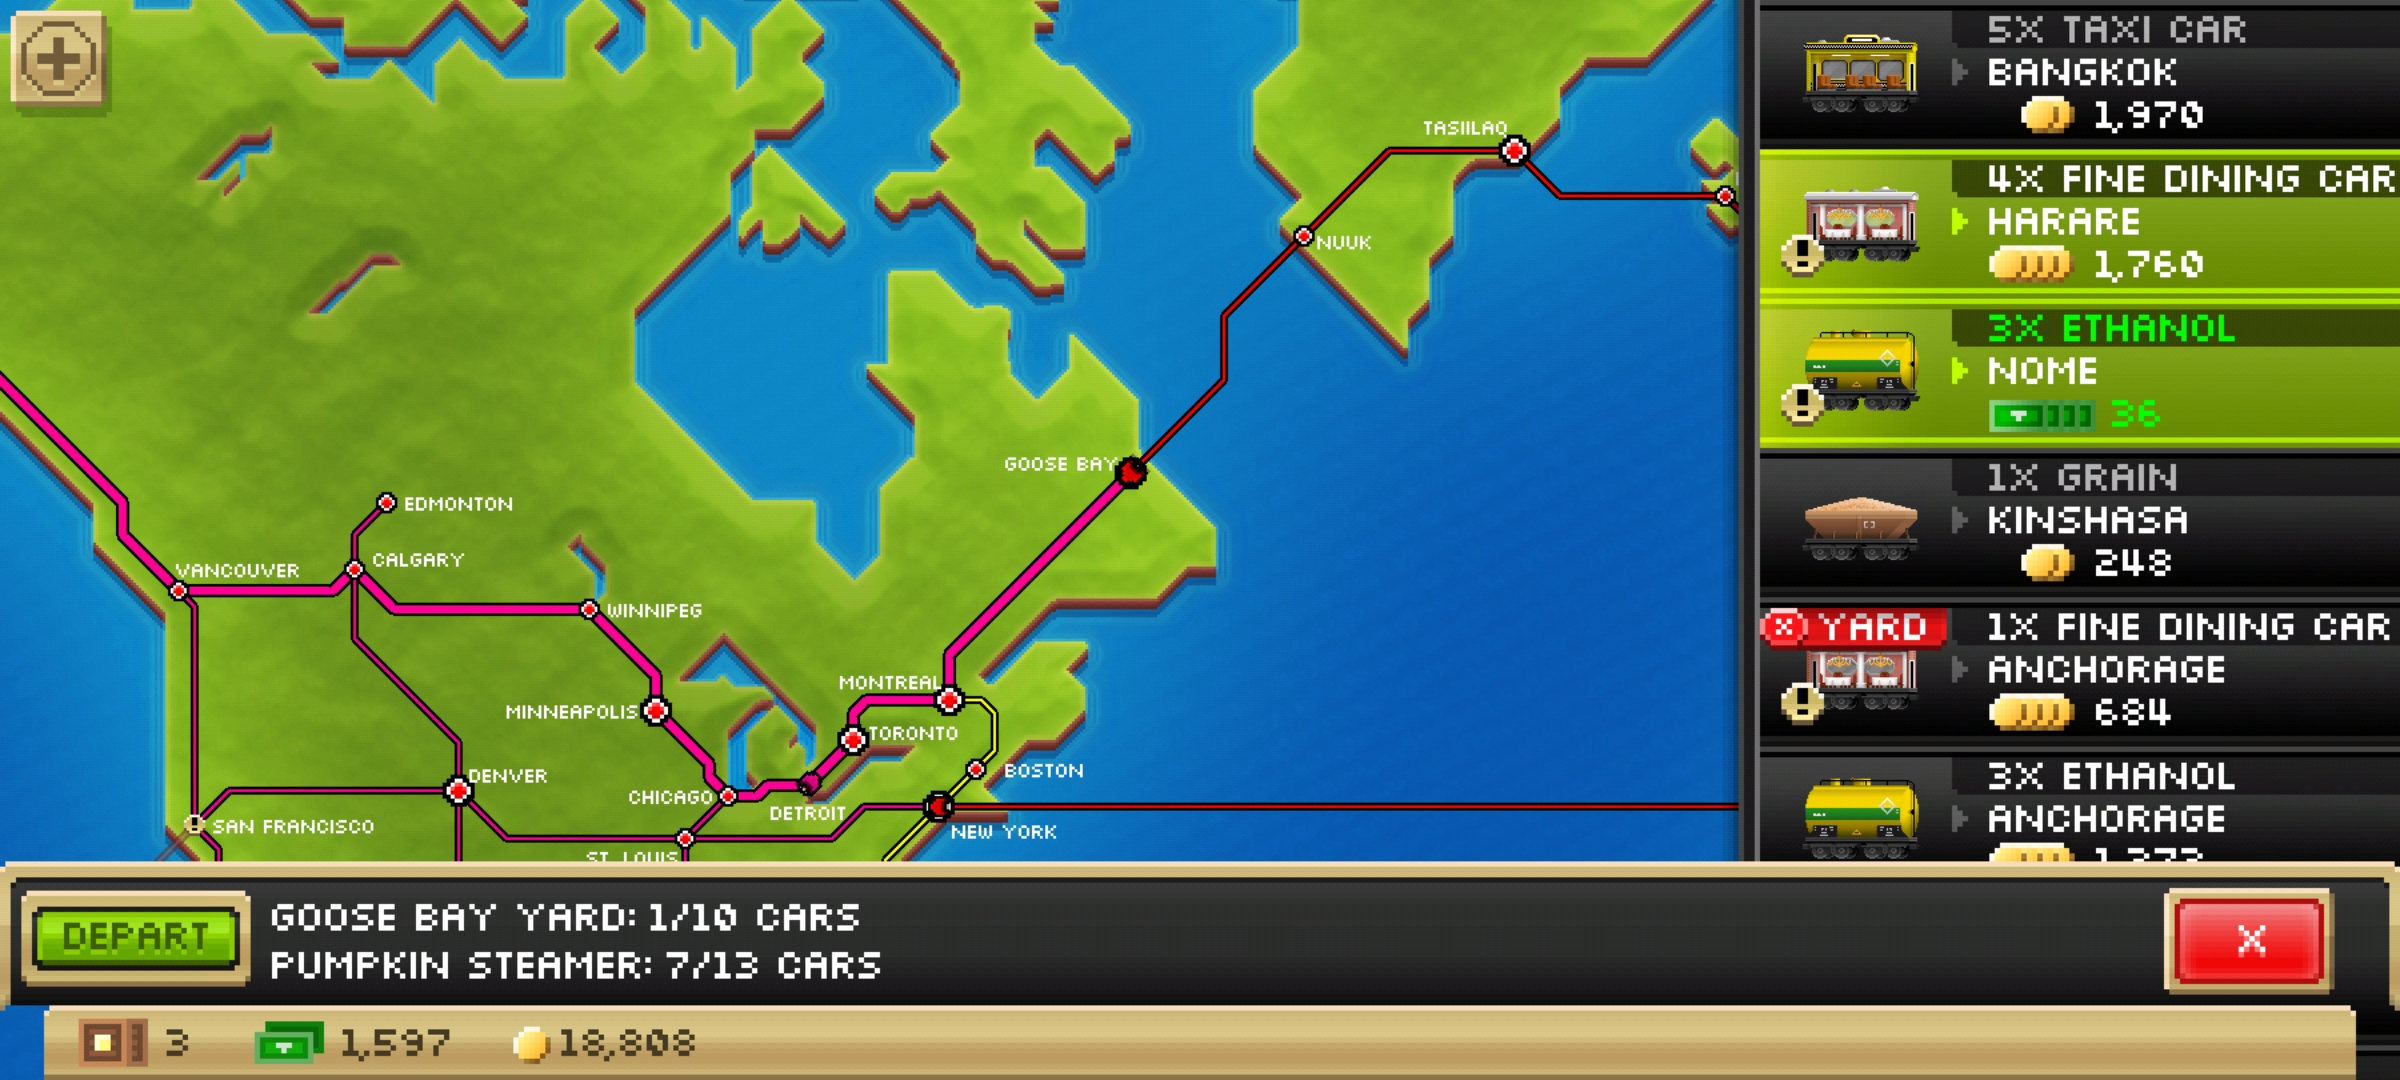 TASIILAQ
NUUK
GOOSE BAY
EDMONTON
VANCOUVER
CALGARY
WINNIPEG
MINNEAPOLIS
MONTREAL
TORONTO
DENVER
CHICAGO
BOSTON
DETROIT
SAN FRANCISCO
NEW YORK
ST. LOUIS
5X TAXI CAR
BANGKOK
1,970
4X FINE DINING CAR
HARARE
1,760
3X ETHANOL
NOME
36
1X GRAIN
KINSHASA
248
X YARD
1X FINE DINING CAR
ANCHORAGE
684
3X ETHANOL
ANCHORAGE
DEPART
GOOSE BAY YARD: 1/10 CARS
PUMPKIN STEAMER: 7/13 CARS
X
3
1,597
18,808